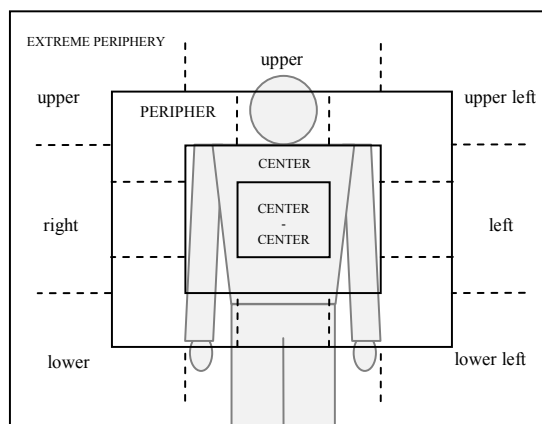 EXTREME PERIPHERY
upper
upper
upper left
PERIPHER
CENTER
CENTER
-
CENTER
right
left
lower
lower left